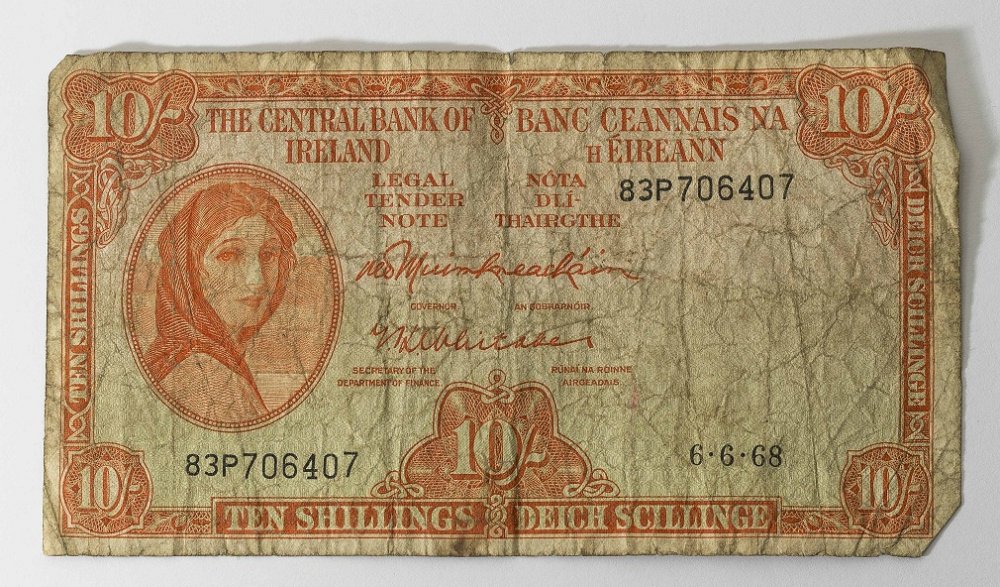 10/-
10/-
THE CENTRAL BANK OF
IRELAND
BANC CEANNAIS NA
hÉIREANN
LEGAL
TENDER
NOTE
NÓTA
DLÍ-
THAIRGTHE
83P706407
TEN SHILLINGS
DEICH SCILLINGE
GOVERNOR.
AN GOBHARNÓIR.
SECRETARY OF THE
DEPARTMENT OF FINANCE.
RÚNAÍ NA ROINNE
AIRGEADAIS.
83P706407
6·6·68
10/-
10/-
10/-
TEN SHILLINGS
DEICH SCILLINGE